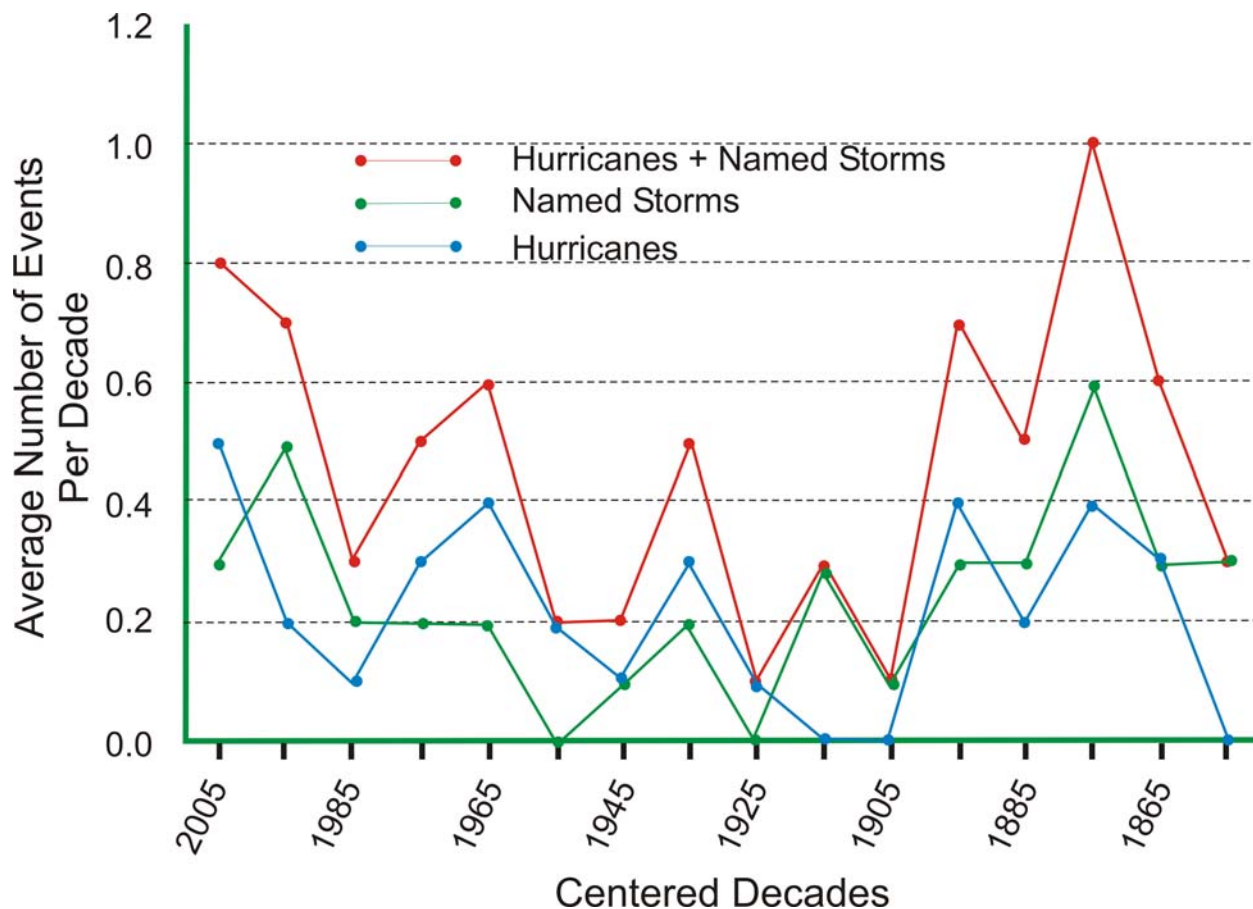 1.2
1.0
0.8
0.6
0.4
0.2
0.0
Average Number of Events
Per Decade
Hurricanes + Named Storms
Named Storms
Hurricanes
2005
1985
1965
1945
1925
1905
1885
1865
Centered Decades